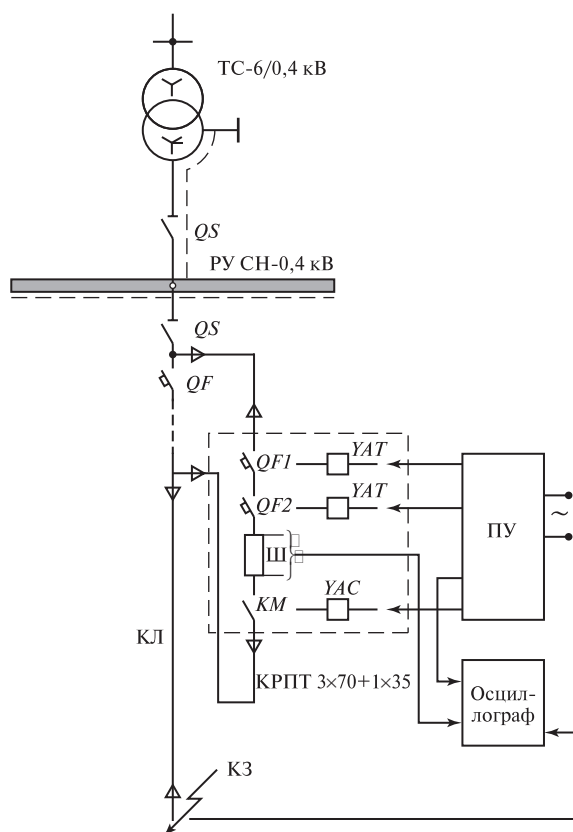 ТС-6/0,4 кВ
QS
РУ СН-0,4 кВ
QS
QF
QF1
YAT
QF2
YAT
ПУ
~
Ш
KM
YAC
КЛ
КРПТ 3×70+1×35
Осцил-
лограф
КЗ